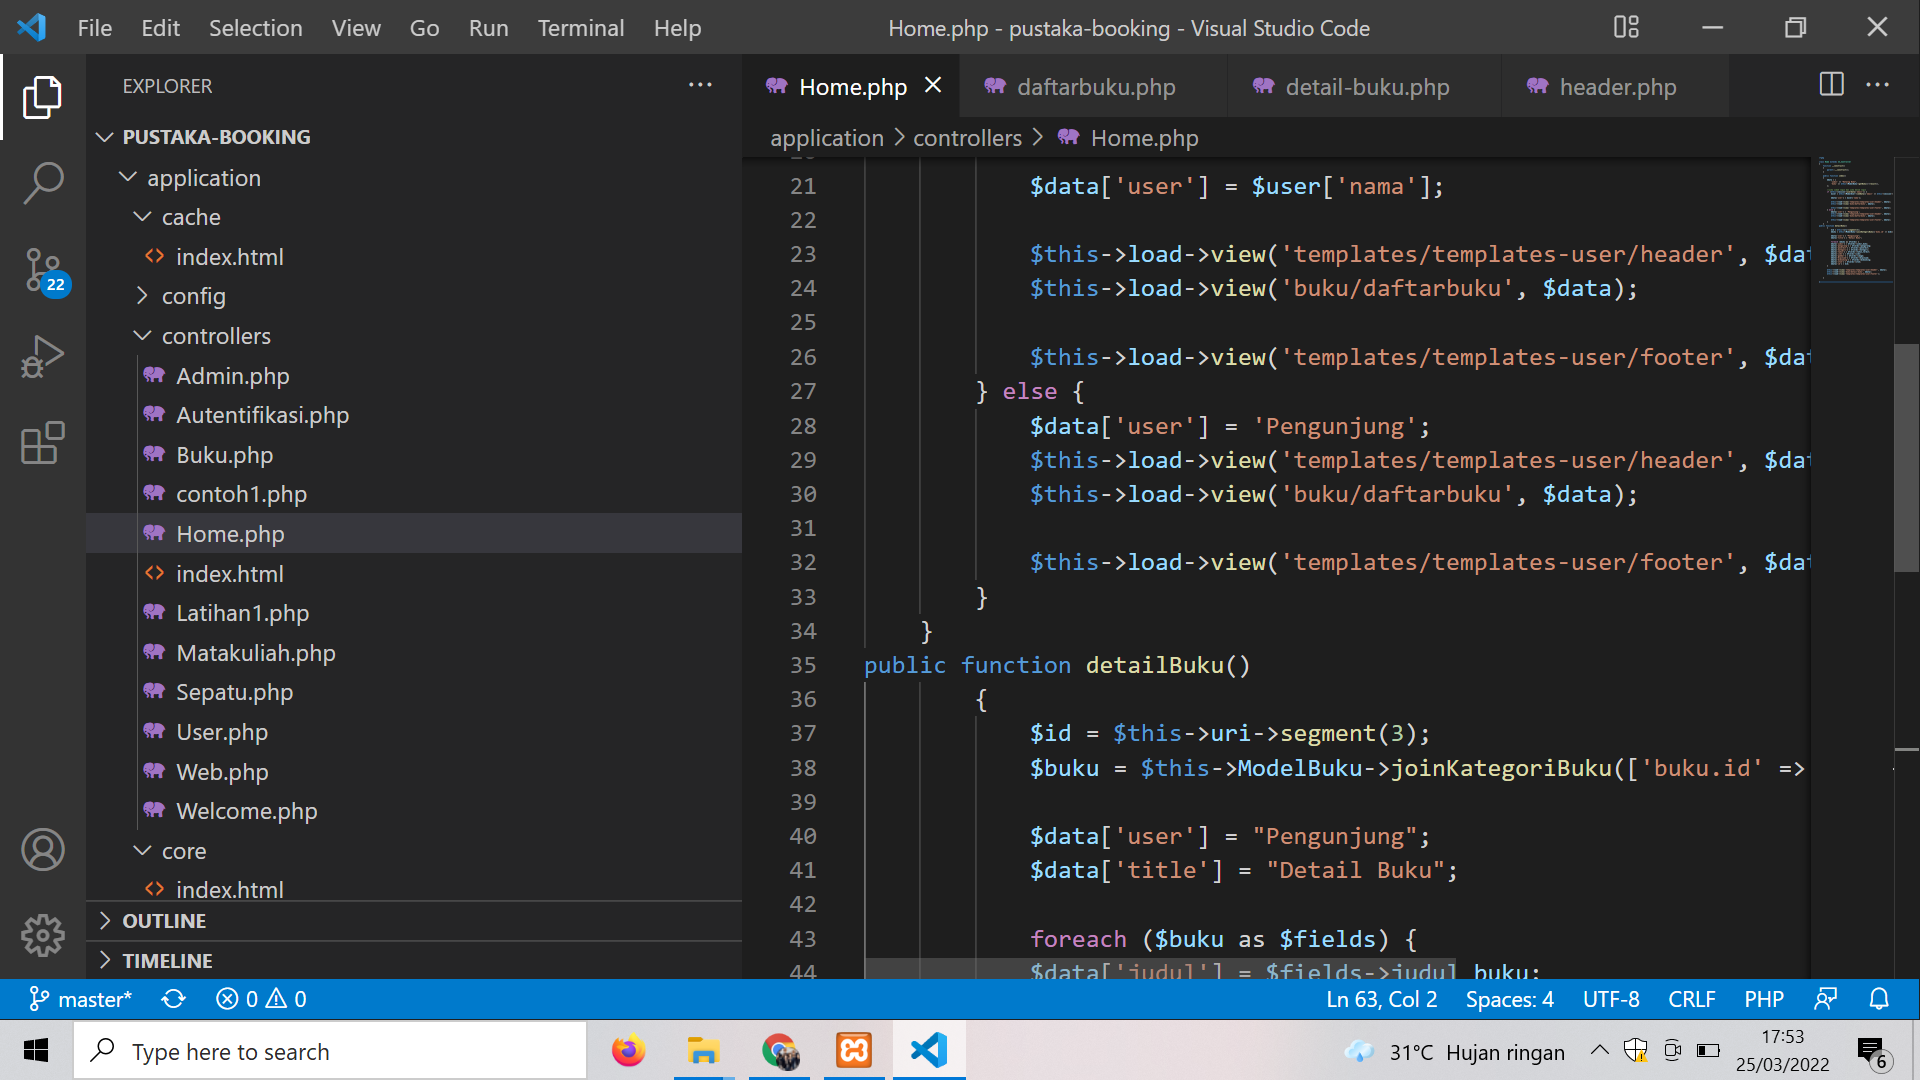 File Edit Selection View Go Run Terminal Help
Home.php - pustaka-booking - Visual Studio Code
EXPLORER
PUSTAKA-BOOKING
application
cache
index.html
config
controllers
Admin.php
Autentifikasi.php
Buku.php
contoh1.php
Home.php
index.html
Latihan1.php
Matakuliah.php
Sepatu.php
User.php
Web.php
Welcome.php
core
index.html
OUTLINE
TIMELINE
22
Home.php daftarbuku.php detail-buku.php header.php
application > controllers > Home.php
21 $data['user'] = $user['nama'];
22
23 $this->load->view('templates/templates-user/header', $dat
24 $this->load->view('buku/daftarbuku', $data);
25
26 $this->load->view('templates/templates-user/footer', $dat
27 } else {
28 $data['user'] = 'Pengunjung';
29 $this->load->view('templates/templates-user/header', $dat
30 $this->load->view('buku/daftarbuku', $data);
31
32 $this->load->view('templates/templates-user/footer', $dat
33 }
34 }
35 public function detailBuku()
36 {
37 $id = $this->uri->segment(3);
38 $buku = $this->ModelBuku->joinKategoriBuku(['buku.id' =>
39
40 $data['user'] = "Pengunjung";
41 $data['title'] = "Detail Buku";
42
43 foreach ($buku as $fields) {
44 $data['judul'] = $fields->judul_buku;
master* 0 0
Ln 63, Col 2 Spaces: 4 UTF-8 CRLF PHP
Type here to search
31°C Hujan ringan
17:53
25/03/2022
6